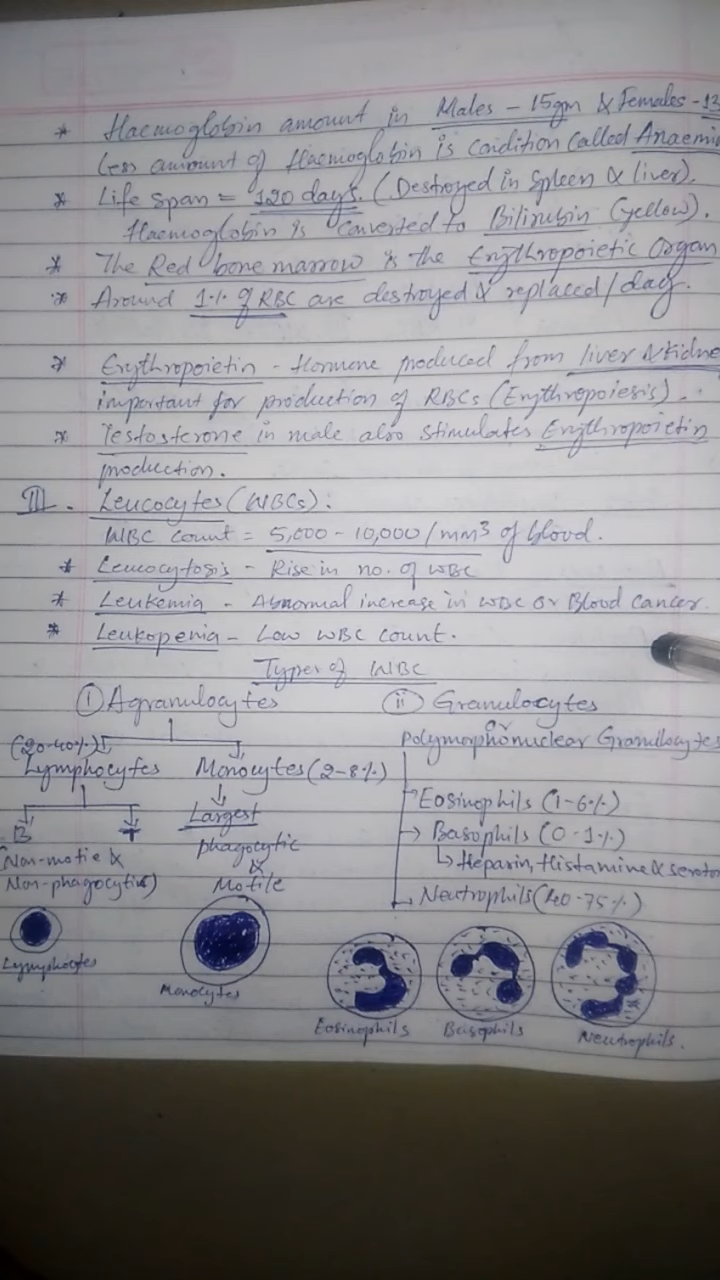 * Haemoglobin amount in Males - 15gm & Females - 13
less amount of Haemoglobin is condition called Anaemia
* Life Span = 120 days. (Destroyed in Spleen & liver).
Haemoglobin is converted to Bilirubin (yellow).
* The Red bone marrow is the Erythropoietic Organ
* Around 1% of RBC are destroyed & replaced/day.
* Erythropoietin - Hormone produced from liver & Kidne
important for production of RBCs (Erythropoiesis).
* Testosterone in male also stimulates Erythropoietin
production.
III. Leucocytes (WBCs):
WBC count = 5,000 - 10,000/mm3 of blood.
* Leucocytosis - Rise in no. of WBC
* Leukemia - Abnormal increase in WBC or Blood cancer.
* Leukopenia - Low WBC count.
Types of WBC
(i) Agranulocytes (ii) Granulocytes
or
Polymorphonuclear Granulocytes
(20-40%)
Lymphocytes Monocytes (2-8%)
Eosinophils (1-6%)
B T Largest
Basophils (0-1%)
Non-motile & phagocytic
Heparin, Histamine & seroto
&
Non-phagocytic) Motile
Neutrophils (40-75%)
Lymphocytes
Monocytes
Eosinophils Basophils Neutrophils.